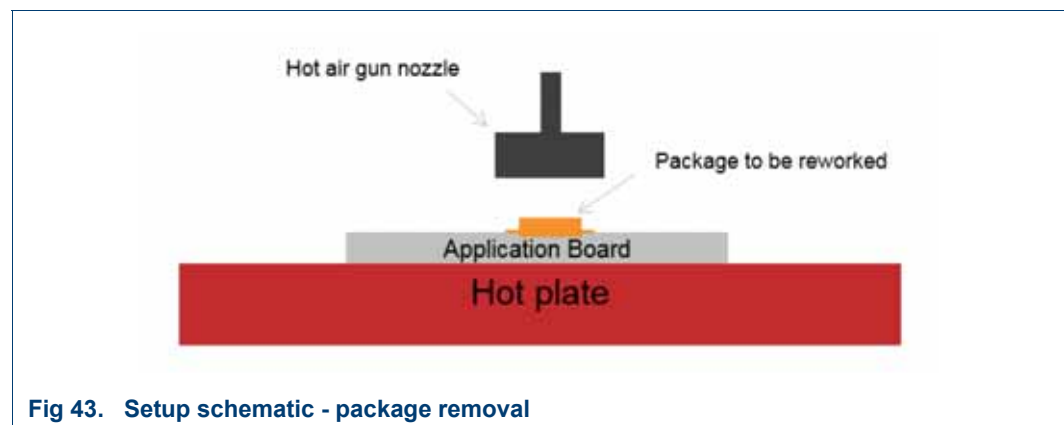 Hot air gun nozzle
Package to be reworked
Application Board
Hot plate
Fig 43. Setup schematic - package removal